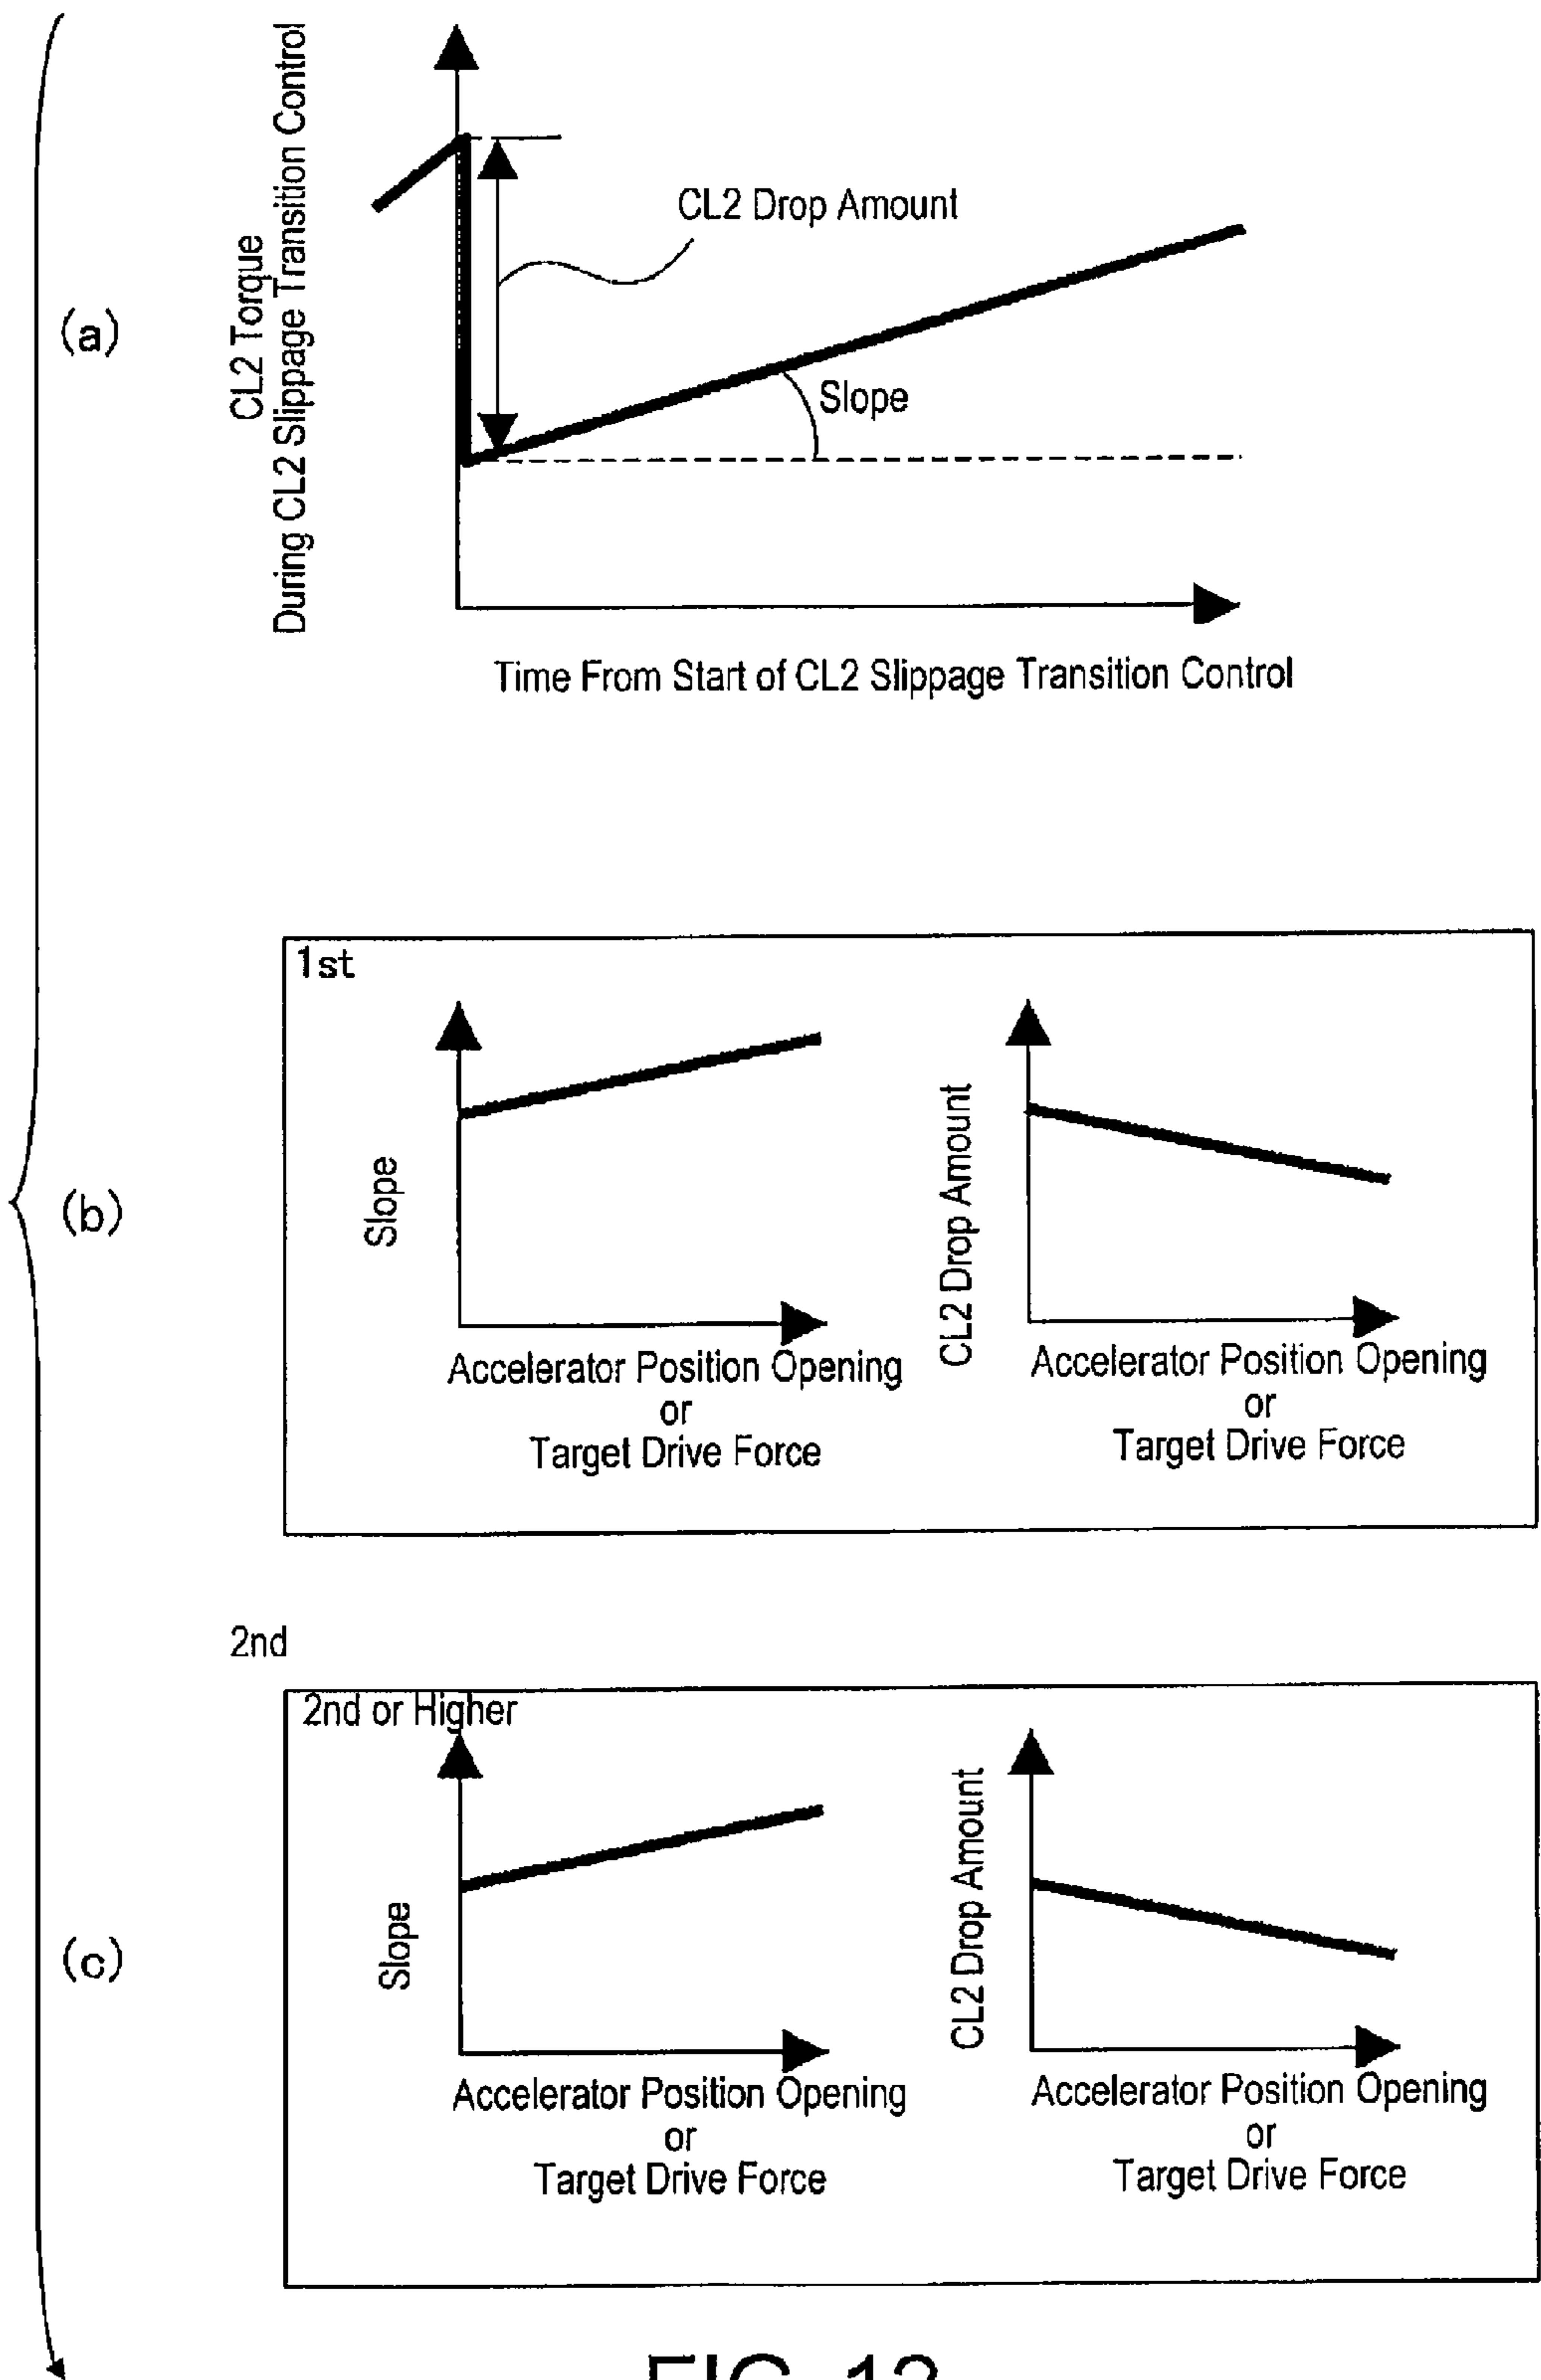 (a)
CL2 Torque
During CL2 Slippage Transition Control
CL2 Drop Amount
Slope
Time From Start of CL2 Slippage Transition Control
(b)
1st
Slope
Accelerator Position Opening
or
Target Drive Force
CL2 Drop Amount
Accelerator Position Opening
or
Target Drive Force
2nd
(c)
2nd or Higher
Slope
Accelerator Position Opening
or
Target Drive Force
CL2 Drop Amount
Accelerator Position Opening
or
Target Drive Force